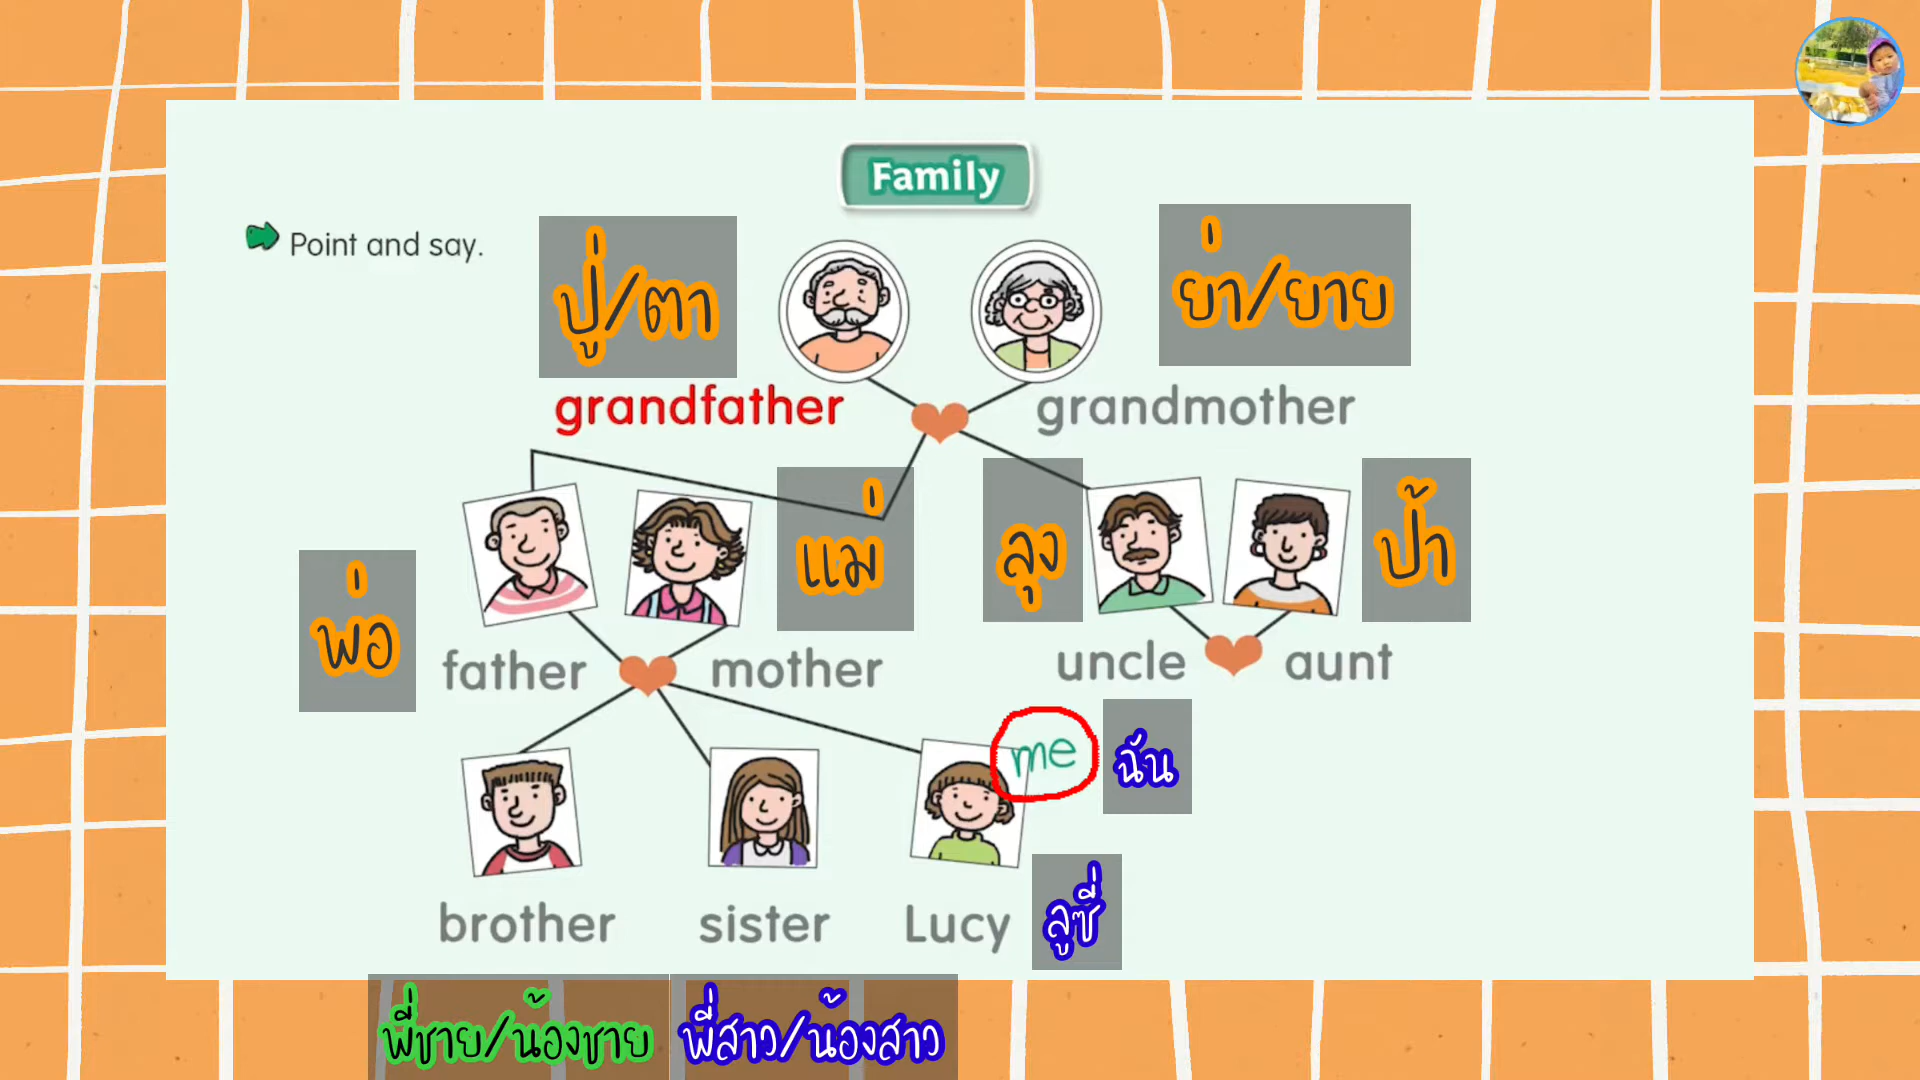 Family
Point and say.
ปู่/ตา
ย่า/ยาย
grandfather
grandmother
พ่อ
แม่
ลุง
ป้า
father
mother
uncle
aunt
me
ฉัน
brother
sister
Lucy
ลูซี่
พี่ชาย/น้องชาย
พี่สาว/น้องสาว